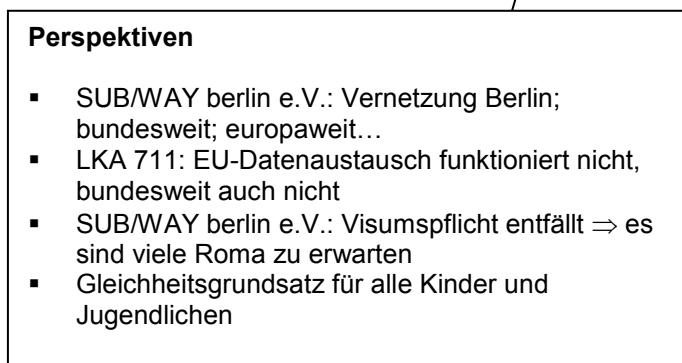 Perspektiven
▪ SUB/WAY berlin e.V.: Vernetzung Berlin;
bundesweit; europaweit…
▪ LKA 711: EU-Datenaustausch funktioniert nicht,
bundesweit auch nicht
▪ SUB/WAY berlin e.V.: Visumspflicht entfällt ⇒ es
sind viele Roma zu erwarten
▪ Gleichheitsgrundsatz für alle Kinder und
Jugendlichen